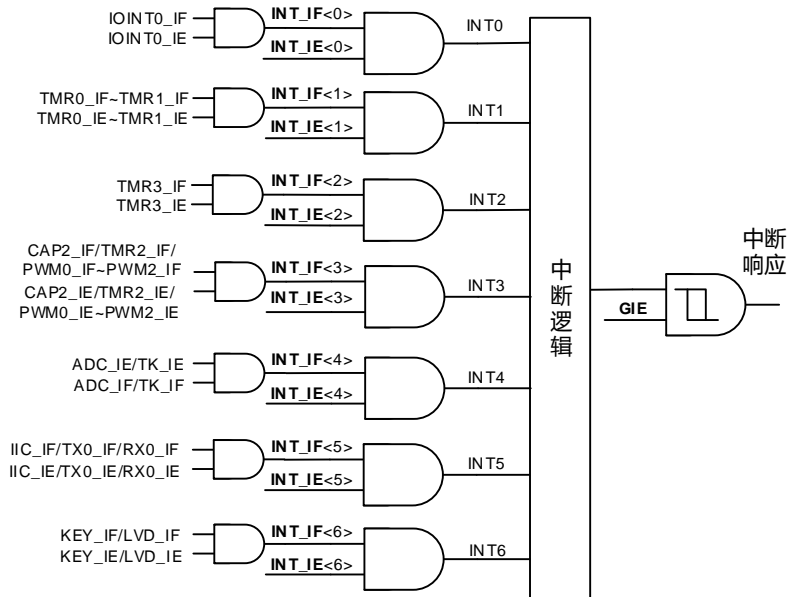 IOINT0_IF
IOINT0_IE
INT_IF<0>
INT_IE<0>
INT0
TMR0_IF~TMR1_IF
TMR0_IE~TMR1_IE
INT_IF<1>
INT_IE<1>
INT1
TMR3_IF
TMR3_IE
INT_IF<2>
INT_IE<2>
INT2
CAP2_IF/TMR2_IF/
PWM0_IF~PWM2_IF
CAP2_IE/TMR2_IE/
PWM0_IE~PWM2_IE
INT_IF<3>
INT_IE<3>
INT3
ADC_IE/TK_IE
ADC_IF/TK_IF
INT_IF<4>
INT_IE<4>
INT4
IIC_IF/TX0_IF/RX0_IF
IIC_IE/TX0_IE/RX0_IE
INT_IF<5>
INT_IE<5>
INT5
KEY_IF/LVD_IF
KEY_IE/LVD_IE
INT_IF<6>
INT_IE<6>
INT6
中断逻辑
GIE
中断
响应